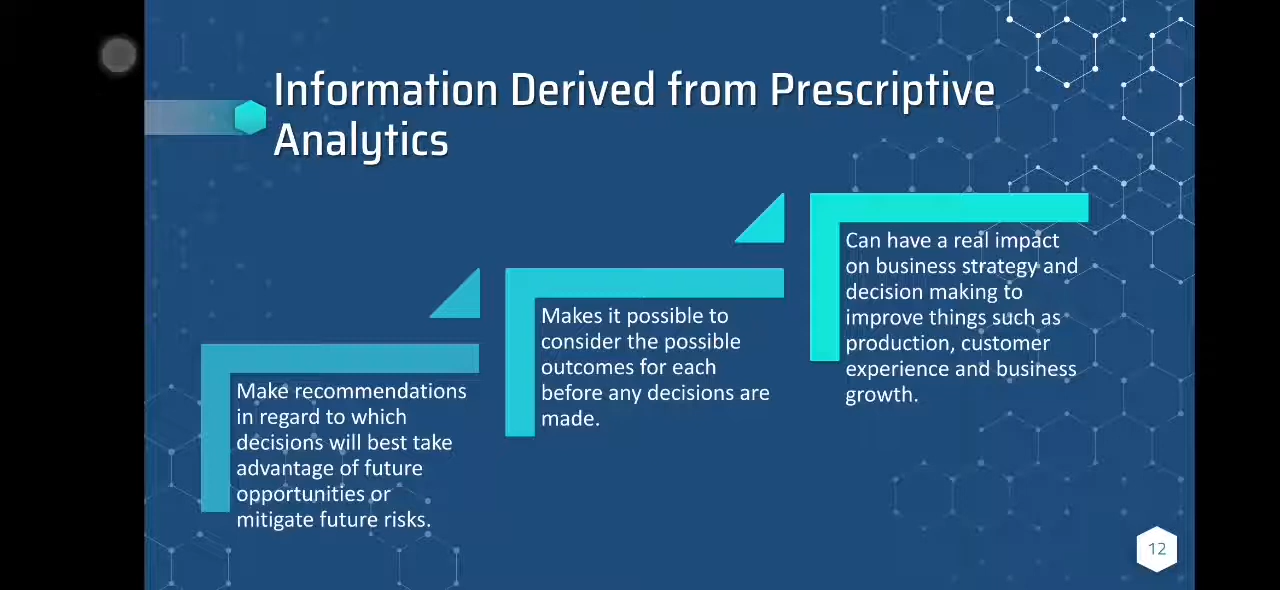 Information Derived from Prescriptive
Analytics
Make recommendations
in regard to which
decisions will best take
advantage of future
opportunities or
mitigate future risks.
Makes it possible to
consider the possible
outcomes for each
before any decisions are
made.
Can have a real impact
on business strategy and
decision making to
improve things such as
production, customer
experience and business
growth.
12